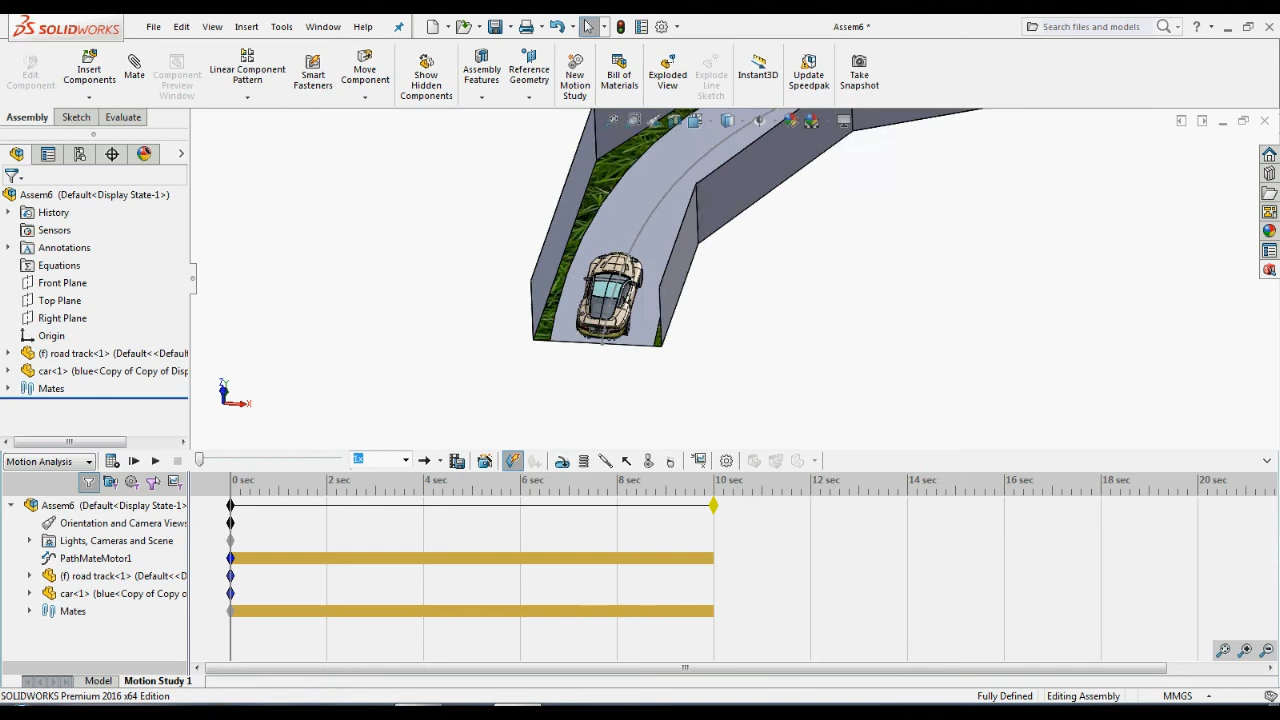 SOLIDWORKS File Edit View Insert Tools Window Help Assem6 * Search files and models
Edit Component
Insert Components
Mate
Component Preview Window
Linear Component Pattern
Smart Fasteners
Move Component
Show Hidden Components
Assembly Features
Reference Geometry
New Motion Study
Bill of Materials
Exploded View
Explode Line Sketch
Instant3D
Update Speedpak
Take Snapshot
Assembly Sketch Evaluate
Assem6 (Default<Display State-1>)
History
Sensors
Annotations
Equations
Front Plane
Top Plane
Right Plane
Origin
(f) road track<1> (Default<<Default
car<1> (blue<Copy of Copy of Disp
Mates
Z Y X
Motion Analysis 1x
0 sec 2 sec 4 sec 6 sec 8 sec 10 sec 12 sec 14 sec 16 sec 18 sec 20 sec
Assem6 (Default<Display State-1>
Orientation and Camera Views
Lights, Cameras and Scene
PathMateMotor1
(f) road track<1> (Default<<D
car<1> (blue<Copy of Copy o
Mates
Model Motion Study 1
SOLIDWORKS Premium 2016 x64 Edition Fully Defined Editing Assembly MMGS